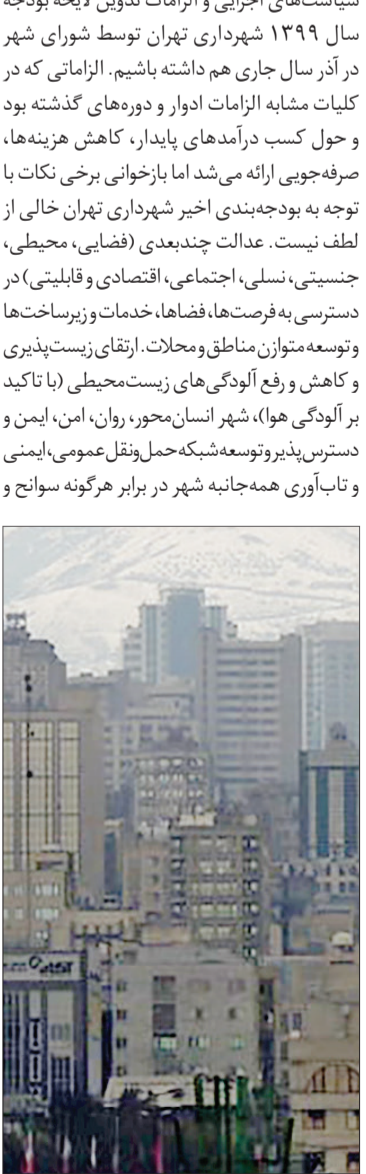 سیاست‌های اجرایی و الزامات تدوین لایحه بودجه
سال ۱۳۹۹ شهرداری تهران توسط شورای شهر
در آذر سال جاری هم داشته باشیم. الزاماتی که در
کلیات مشابه الزامات ادوار و دوره‌های گذشته بود
و حول کسب درآمدهای پایدار، کاهش هزینه‌ها،
صرفه‌جویی ارائه می‌شد اما بازخوانی برخی نکات با
توجه به بودجه‌بندی اخیر شهرداری تهران خالی از
لطف نیست. عدالت چندبعدی (فضایی، محیطی،
جنسیتی، نسلی، اجتماعی، اقتصادی و قابلیتی) در
دسترسی به فرصت‌ها، فضاها، خدمات و زیرساخت‌ها
و توسعه متوازن مناطق و محلات. ارتقای زیست‌پذیری
و کاهش و رفع آلودگی‌های زیست‌محیطی (با تاکید
بر آلودگی هوا)، شهر انسان‌محور، روان، امن، ایمن و
دسترس‌پذیر و توسعه شبکه حمل‌ونقل عمومی، ایمنی
و تاب‌آوری همه‌جانبه شهر در برابر هرگونه سوانح و